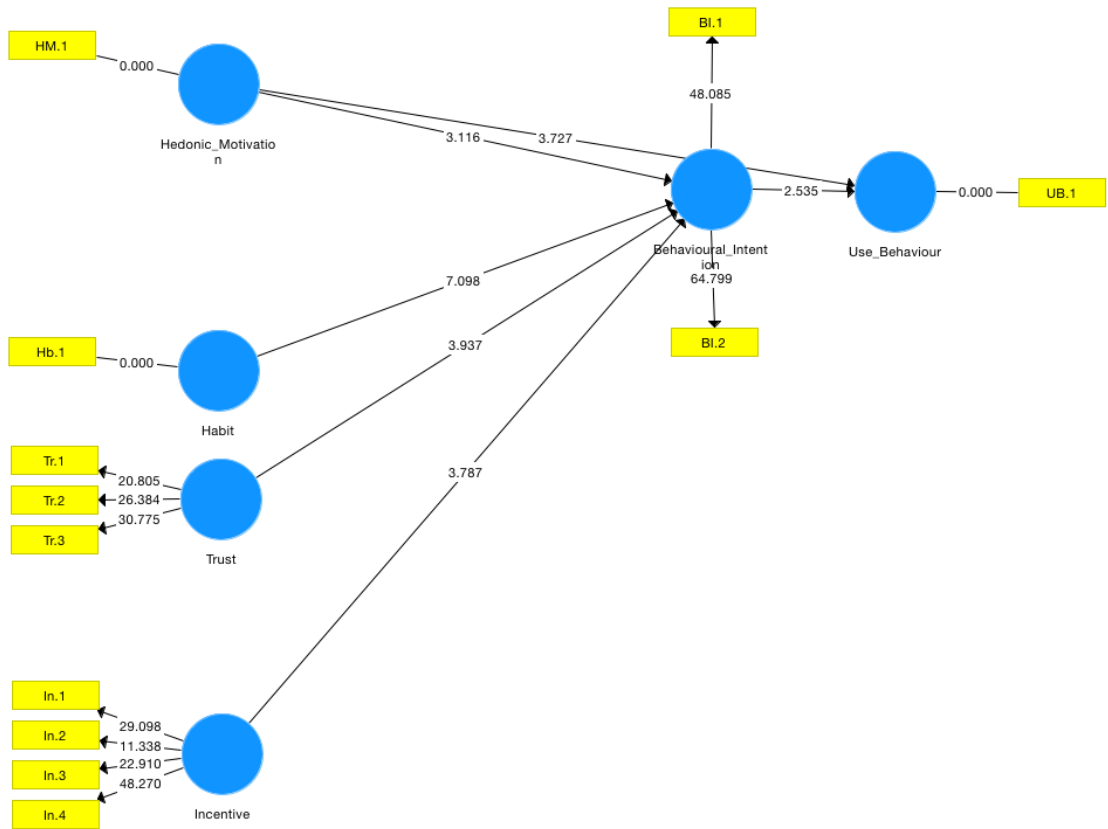 BI.1
HM.1
0.000
48.085
Hedonic_Motivatio
n
3.116
3.727
2.535
0.000
UB.1
Behavioural_Intent
ion
Use_Behaviour
64.799
7.098
BI.2
Hb.1
0.000
3.937
Habit
Tr.1
20.805
Tr.2
26.384
30.775
Tr.3
Trust
3.787
In.1
29.098
In.2
11.338
22.910
In.3
48.270
In.4
Incentive